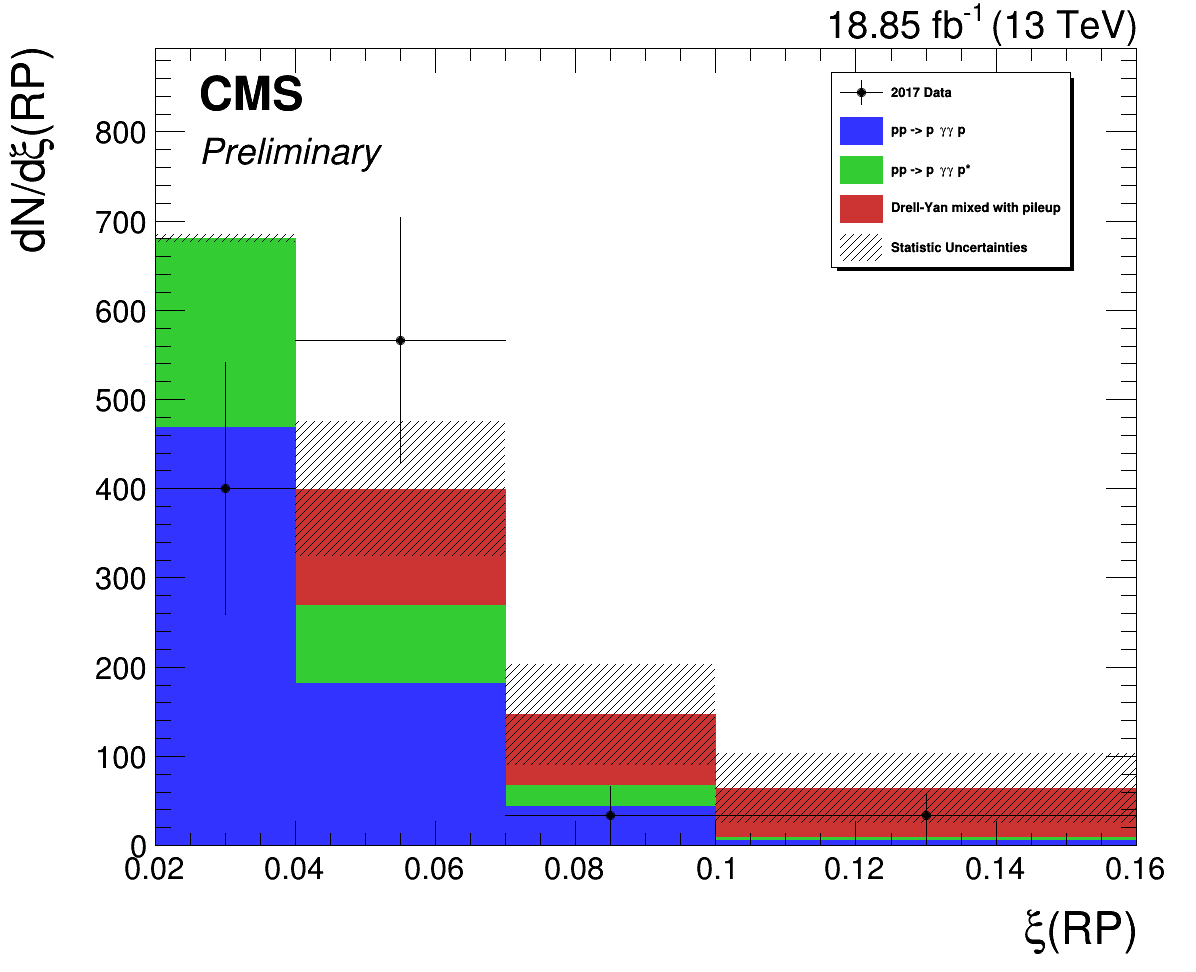 18.85 fb⁻¹ (13 TeV)
dN/dξ(RP)
CMS
Preliminary
2017 Data
pp -> p γγ p
pp -> p γγ p*
Drell-Yan mixed with pileup
Statistic Uncertainties
800
700
600
500
400
300
200
100
0
0.02 0.04 0.06 0.08 0.1 0.12 0.14 0.16
ξ(RP)